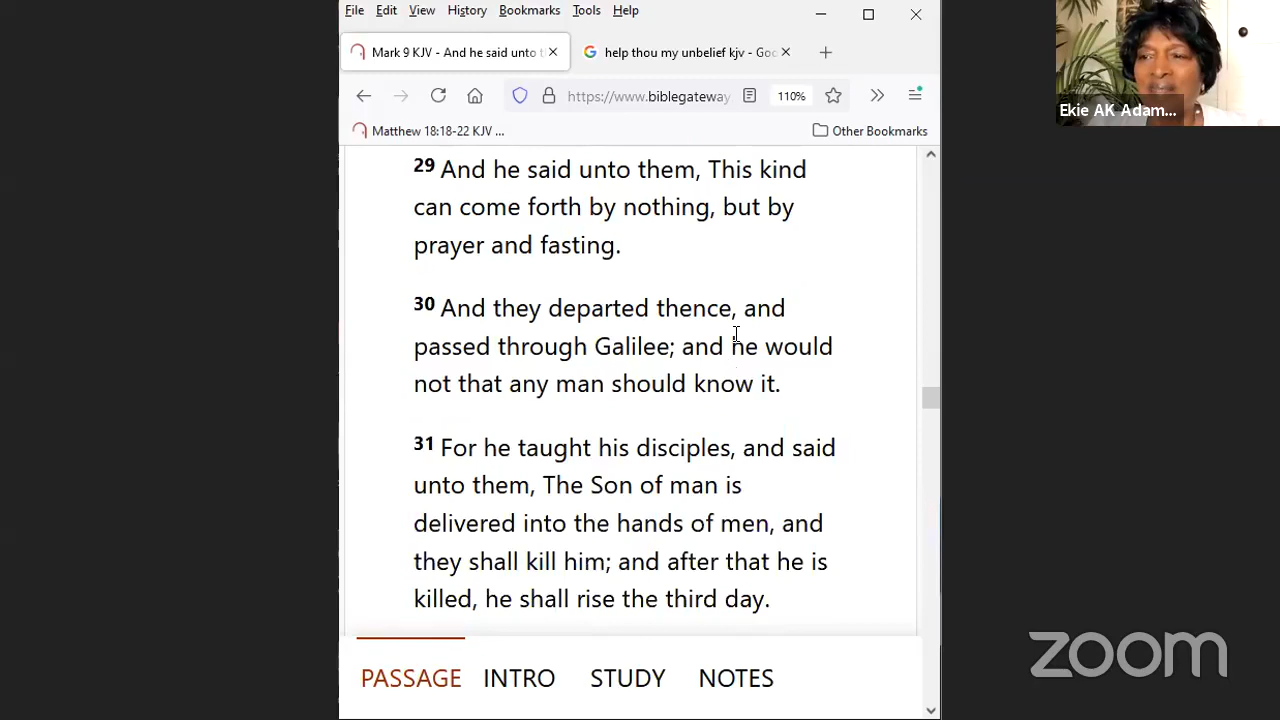 File Edit View History Bookmarks Tools Help
Mark 9 KJV - And he said unto t
help thou my unbelief kjv - Goo
https://www.biblegateway 110%
Matthew 18:18-22 KJV ...
Other Bookmarks
Ekie AK Adam...
29 And he said unto them, This kind
can come forth by nothing, but by
prayer and fasting.
30 And they departed thence, and
passed through Galilee; and he would
not that any man should know it.
31 For he taught his disciples, and said
unto them, The Son of man is
delivered into the hands of men, and
they shall kill him; and after that he is
killed, he shall rise the third day.
PASSAGE INTRO STUDY NOTES
zoom